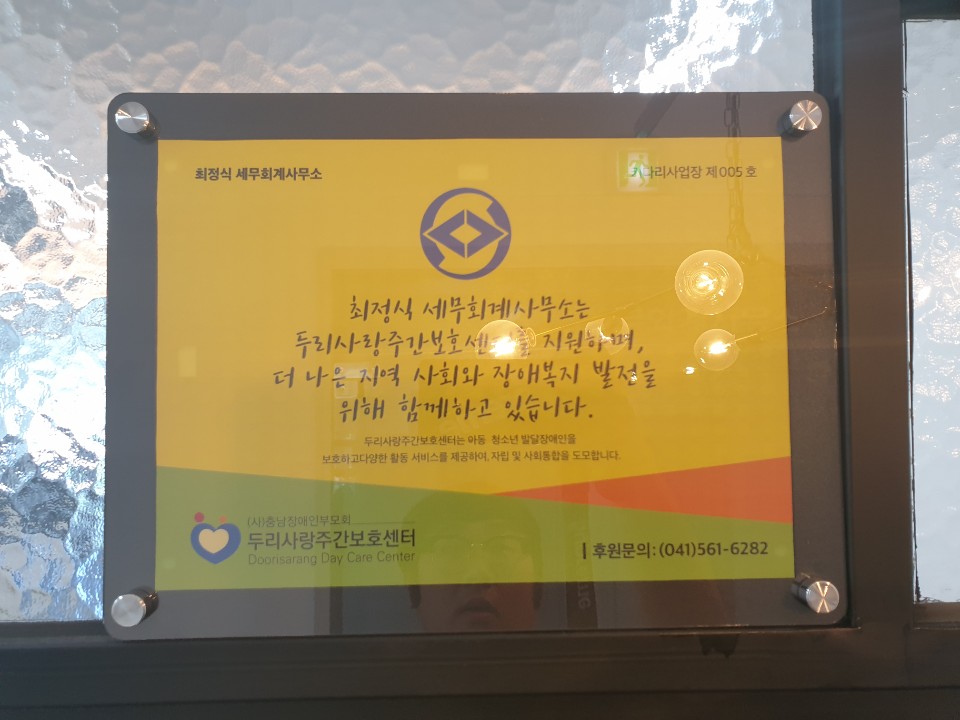 최정식 세무회계사무소
키다리사업장 제005호
최정식 세무회계사무소는
두리사랑주간보호센터를 지원하며,
더 나은 지역 사회와 장애복지 발전을
위해 함께하고 있습니다.
두리사랑주간보호센터는 아동 청소년 발달장애인을
보호하고다양한 활동 서비스를 제공하여, 자립 및 사회통합을 도모합니다.
(사)충남장애인부모회
두리사랑주간보호센터
Doorisarang Day Care Center
| 후원문의 : (041)561-6282